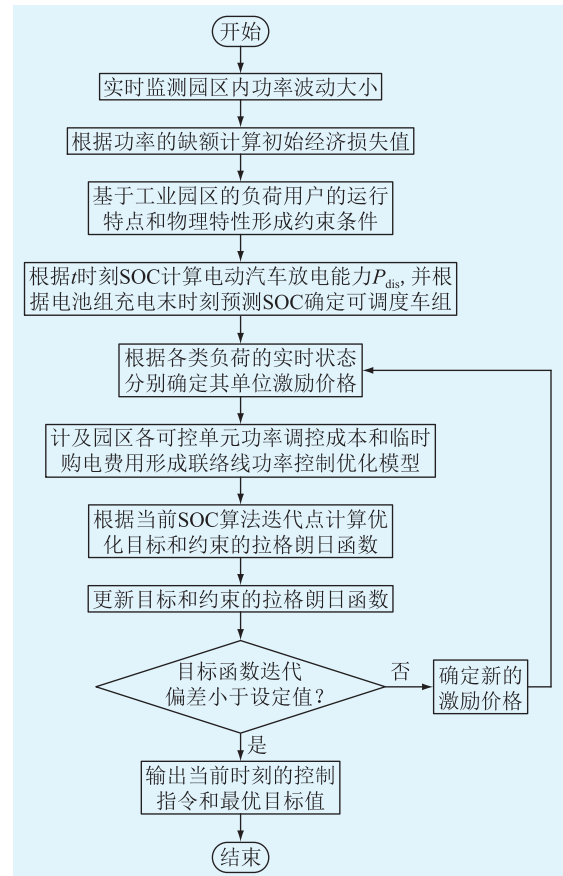 开始
实时监测园区内功率波动大小
根据功率的缺额计算初始经济损失值
基于工业园区的负荷用户的运行
特点和物理特性形成约束条件
根据t时刻SOC计算电动汽车放电能力Pdis,并根
据电池组充电末时刻预测SOC确定可调度车组
根据各类负荷的实时状态
分别确定其单位激励价格
计及园区各可控单元功率调控成本和临时
购电费用形成联络线功率控制优化模型
根据当前SOC算法迭代点计算优
化目标和约束的拉格朗日函数
更新目标和约束的拉格朗日函数
目标函数迭代
偏差小于设定值？
否
确定新的
激励价格
是
输出当前时刻的控制
指令和最优目标值
结束